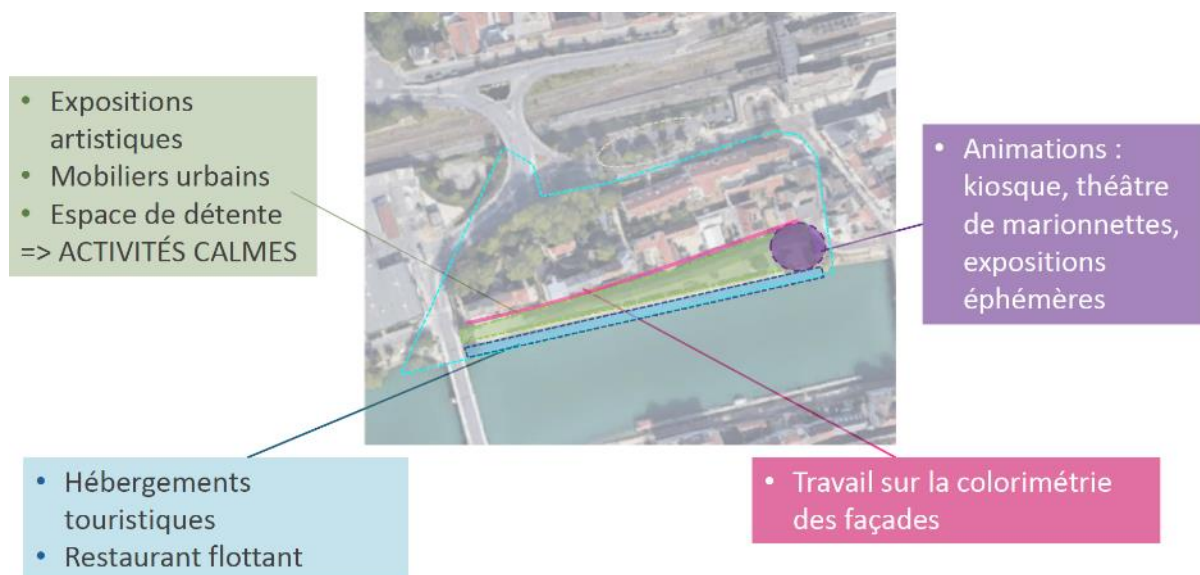 • Expositions
artistiques
• Mobiliers urbains
• Espace de détente
=> ACTIVITÉS CALMES
• Animations :
kiosque, théâtre
de marionnettes,
expositions
éphémères
• Hébergements
touristiques
• Restaurant flottant
• Travail sur la colorimétrie
des façades